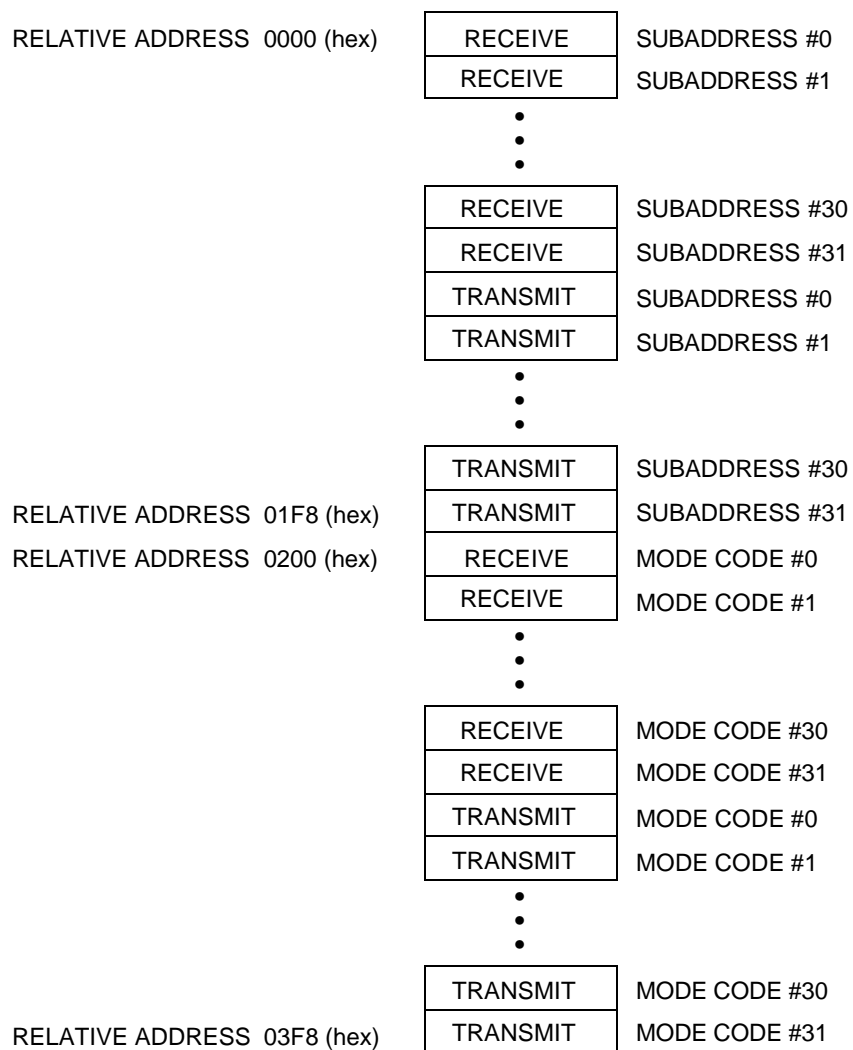 RELATIVE ADDRESS 0000 (hex) RECEIVE SUBADDRESS #0
RECEIVE SUBADDRESS #1
RECEIVE SUBADDRESS #30
RECEIVE SUBADDRESS #31
TRANSMIT SUBADDRESS #0
TRANSMIT SUBADDRESS #1
TRANSMIT SUBADDRESS #30
RELATIVE ADDRESS 01F8 (hex) TRANSMIT SUBADDRESS #31
RELATIVE ADDRESS 0200 (hex) RECEIVE MODE CODE #0
RECEIVE MODE CODE #1
RECEIVE MODE CODE #30
RECEIVE MODE CODE #31
TRANSMIT MODE CODE #0
TRANSMIT MODE CODE #1
TRANSMIT MODE CODE #30
RELATIVE ADDRESS 03F8 (hex) TRANSMIT MODE CODE #31